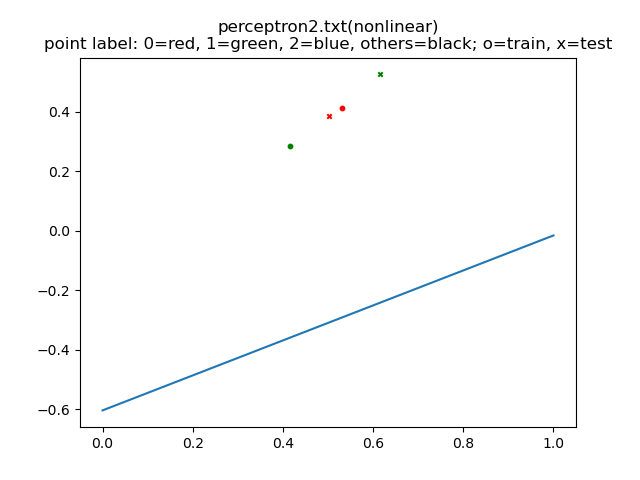 perceptron2.txt(nonlinear)
point label: 0=red, 1=green, 2=blue, others=black; o=train, x=test
0.4
0.2
0.0
−0.2
−0.4
−0.6
0.0 0.2 0.4 0.6 0.8 1.0